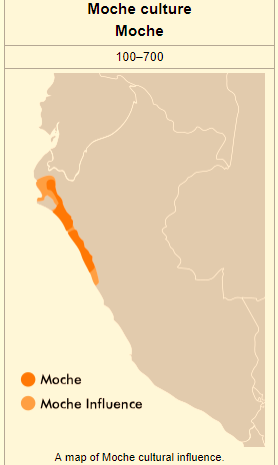 Moche culture
Moche
100–700
Moche
Moche Influence
A map of Moche cultural influence.